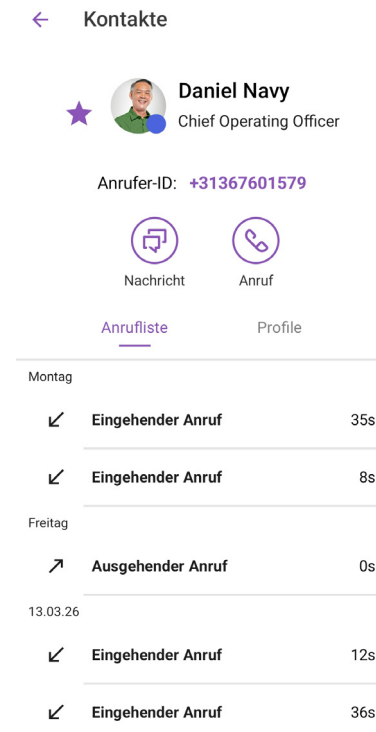 Kontakte
Daniel Navy
Chief Operating Officer
Anrufer-ID: +31367601579
Nachricht Anruf
Anrufliste Profile
Montag
Eingehender Anruf 35s
Eingehender Anruf 8s
Freitag
Ausgehender Anruf 0s
13.03.26
Eingehender Anruf 12s
Eingehender Anruf 36s